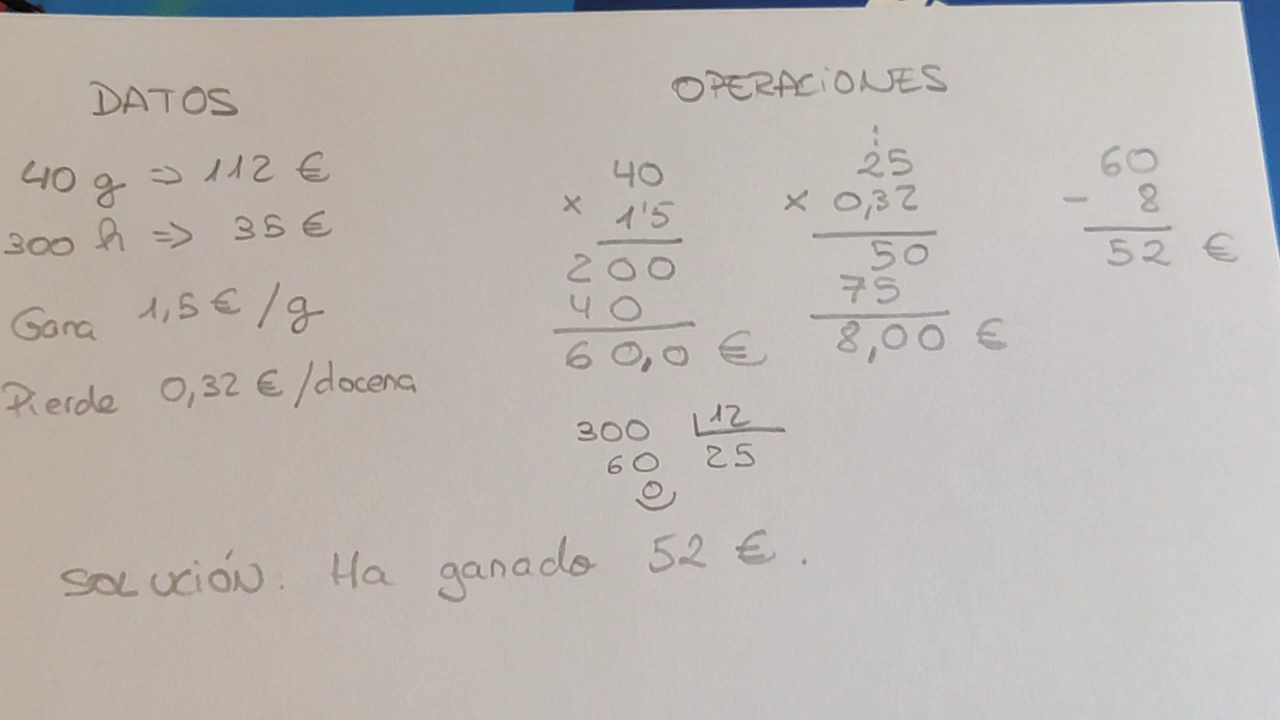 DATOS
40 g => 112 €
300 h => 35 €
Gana 1,5 € /g
Pierde 0,32 € /docena
OPERACIONES
40
x 1'5
200
40
60,0 €
25
x 0,32
50
75
8,00 €
60
- 8
52 €
300 12
60 25
0
SOLUCIÓN: Ha ganado 52 €.